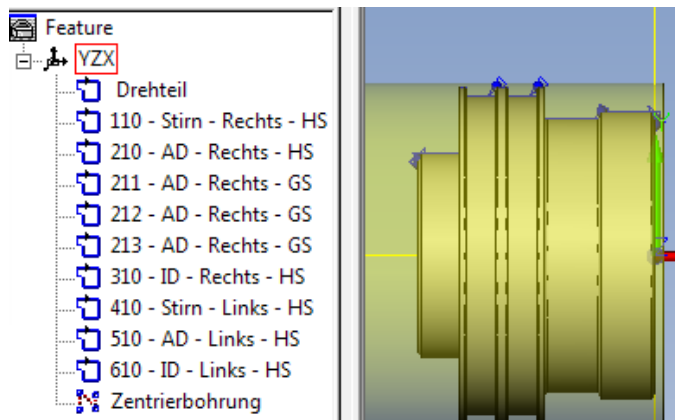 Feature
YZX
Drehteil
110 - Stirn - Rechts - HS
210 - AD - Rechts - HS
211 - AD - Rechts - GS
212 - AD - Rechts - GS
213 - AD - Rechts - GS
310 - ID - Rechts - HS
410 - Stirn - Links - HS
510 - AD - Links - HS
610 - ID - Links - HS
Zentrierbohrung